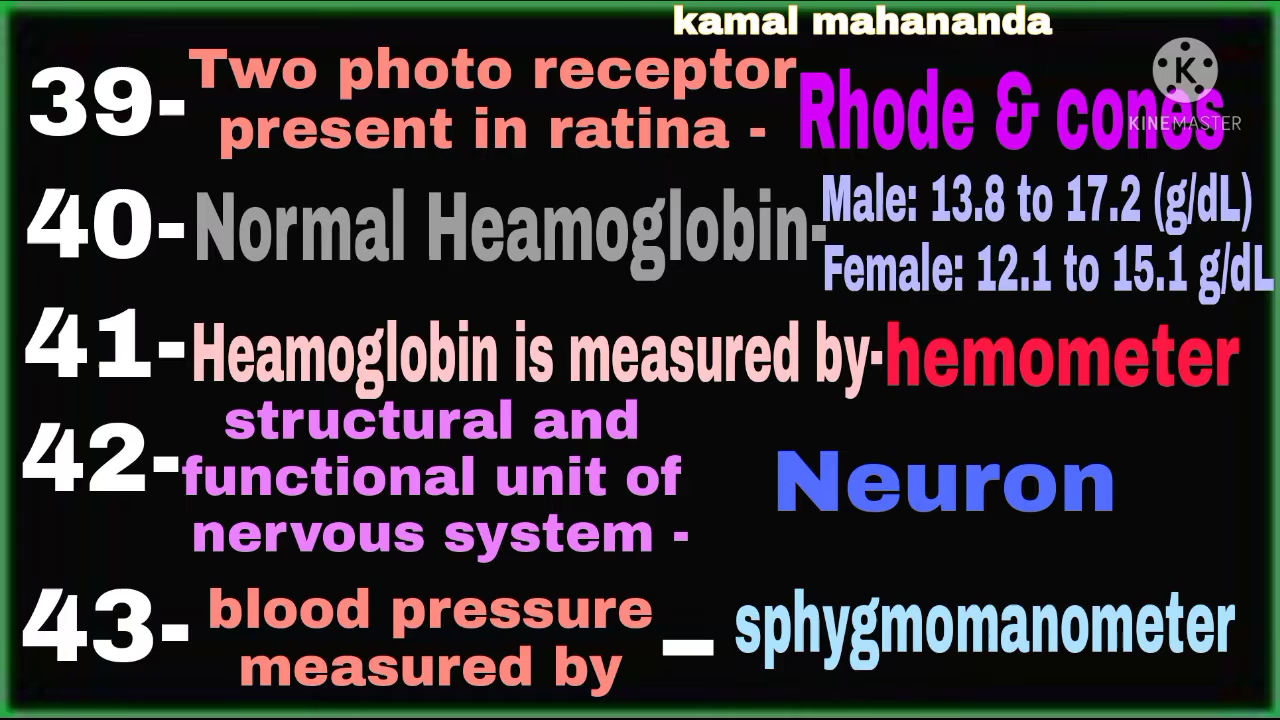 kamal mahananda
39- Two photo receptor
present in ratina - Rhode & cones
KINEMASTER
40- Normal Heamoglobin- Male: 13.8 to 17.2 (g/dL)
Female: 12.1 to 15.1 g/dL
41- Heamoglobin is measured by- hemometer
42- structural and
functional unit of
nervous system - Neuron
43- blood pressure
measured by – sphygmomanometer